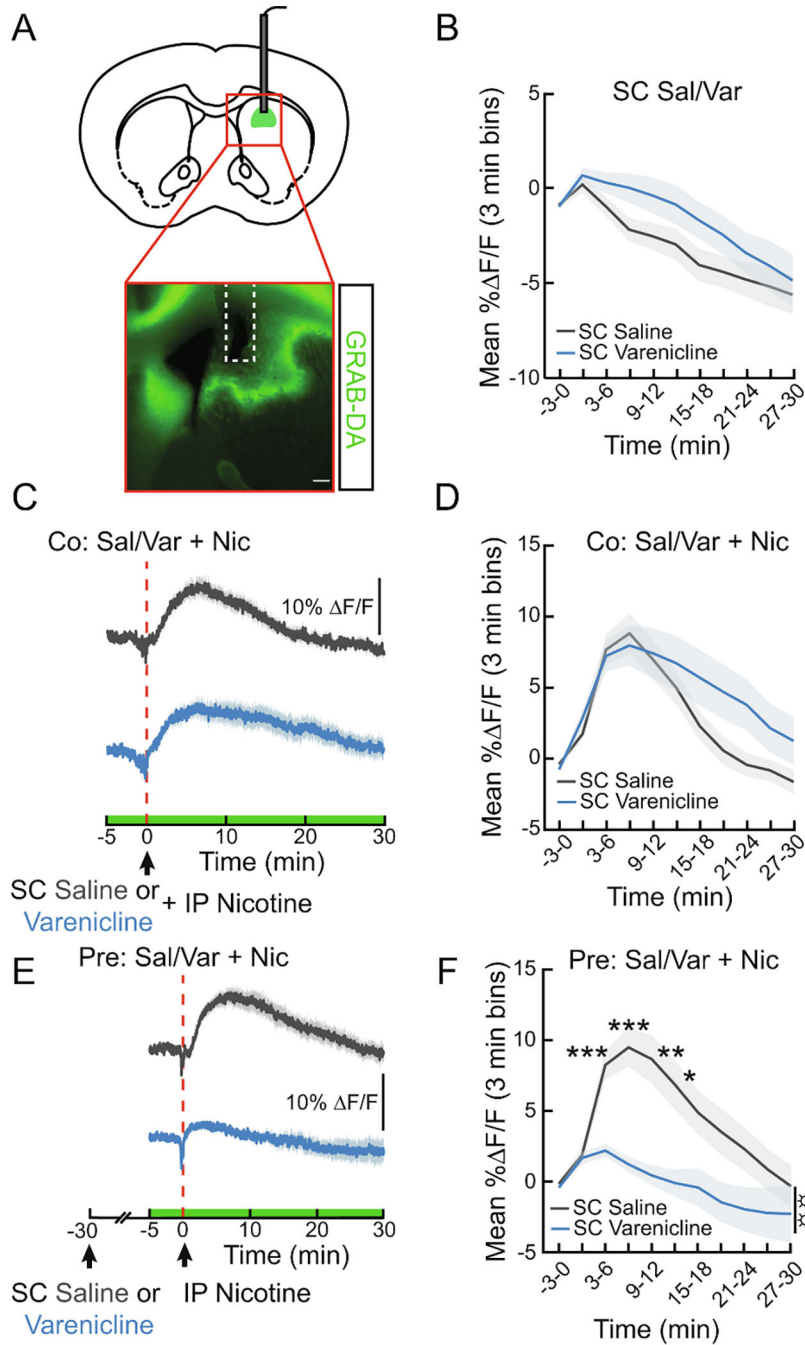 A
GRAB-DA
B
SC Sal/Var
Mean %ΔF/F (3 min bins)
5
0
-5
-10
SC Saline
SC Varenicline
-3-0
3-6
9-12
15-18
21-24
27-30
Time (min)
C
Co: Sal/Var + Nic
10% ΔF/F
-5
0
10
20
30
Time (min)
SC Saline or
Varenicline
+ IP Nicotine
D
Co: Sal/Var + Nic
Mean %ΔF/F (3 min bins)
15
10
5
0
-5
SC Saline
SC Varenicline
-3-0
3-6
9-12
15-18
21-24
27-30
Time (min)
E
Pre: Sal/Var + Nic
10% ΔF/F
-30
-5
0
10
20
30
Time (min)
SC Saline or
Varenicline
IP Nicotine
F
Pre: Sal/Var + Nic
Mean %ΔF/F (3 min bins)
15
10
5
0
-5
***
***
**
*
SC Saline
SC Varenicline
¤¤
-3-0
3-6
9-12
15-18
21-24
27-30
Time (min)